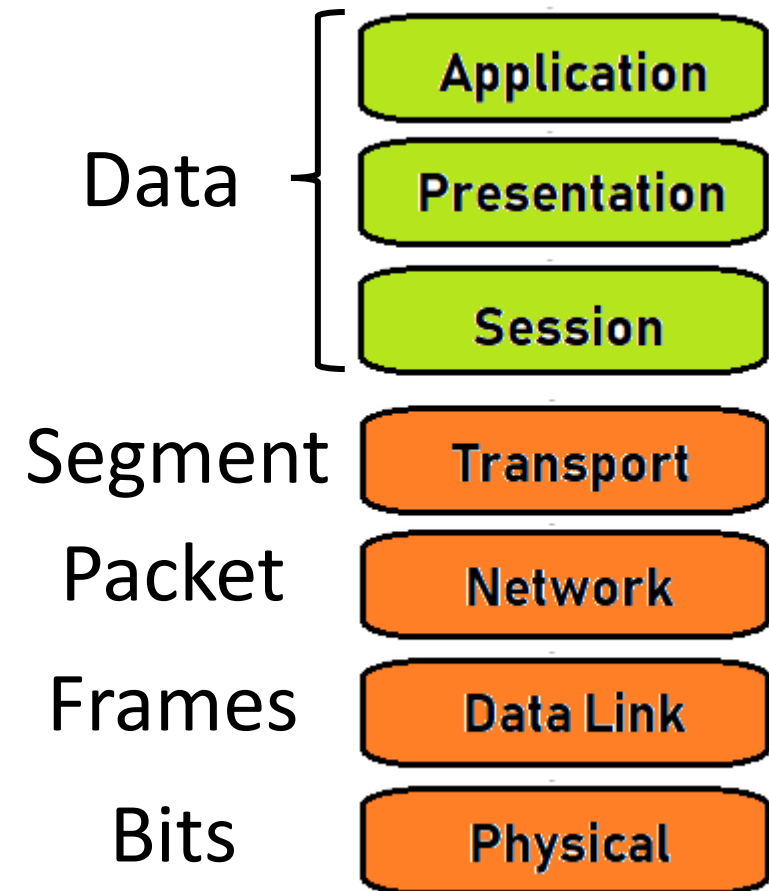 Application
Data
Presentation
Session
Segment
Transport
Packet
Network
Frames
Data Link
Bits
Physical